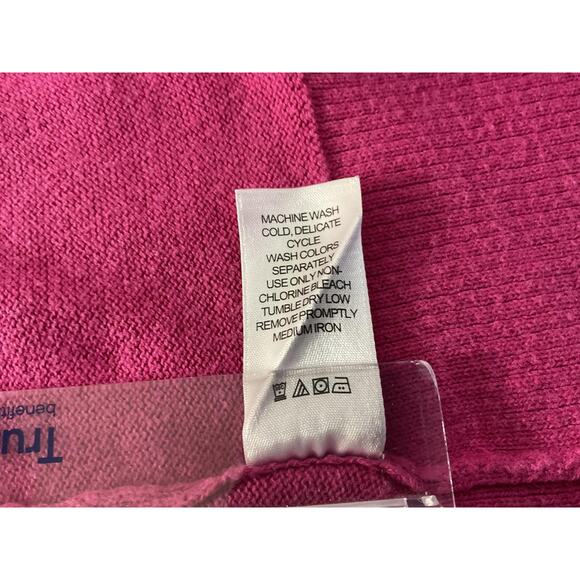 MACHINE WASH
COLD, DELICATE
CYCLE
WASH COLORS
SEPARATELY
USE ONLY NON-
CHLORINE BLEACH
TUMBLE DRY LOW
REMOVE PROMPTLY
MEDIUM IRON